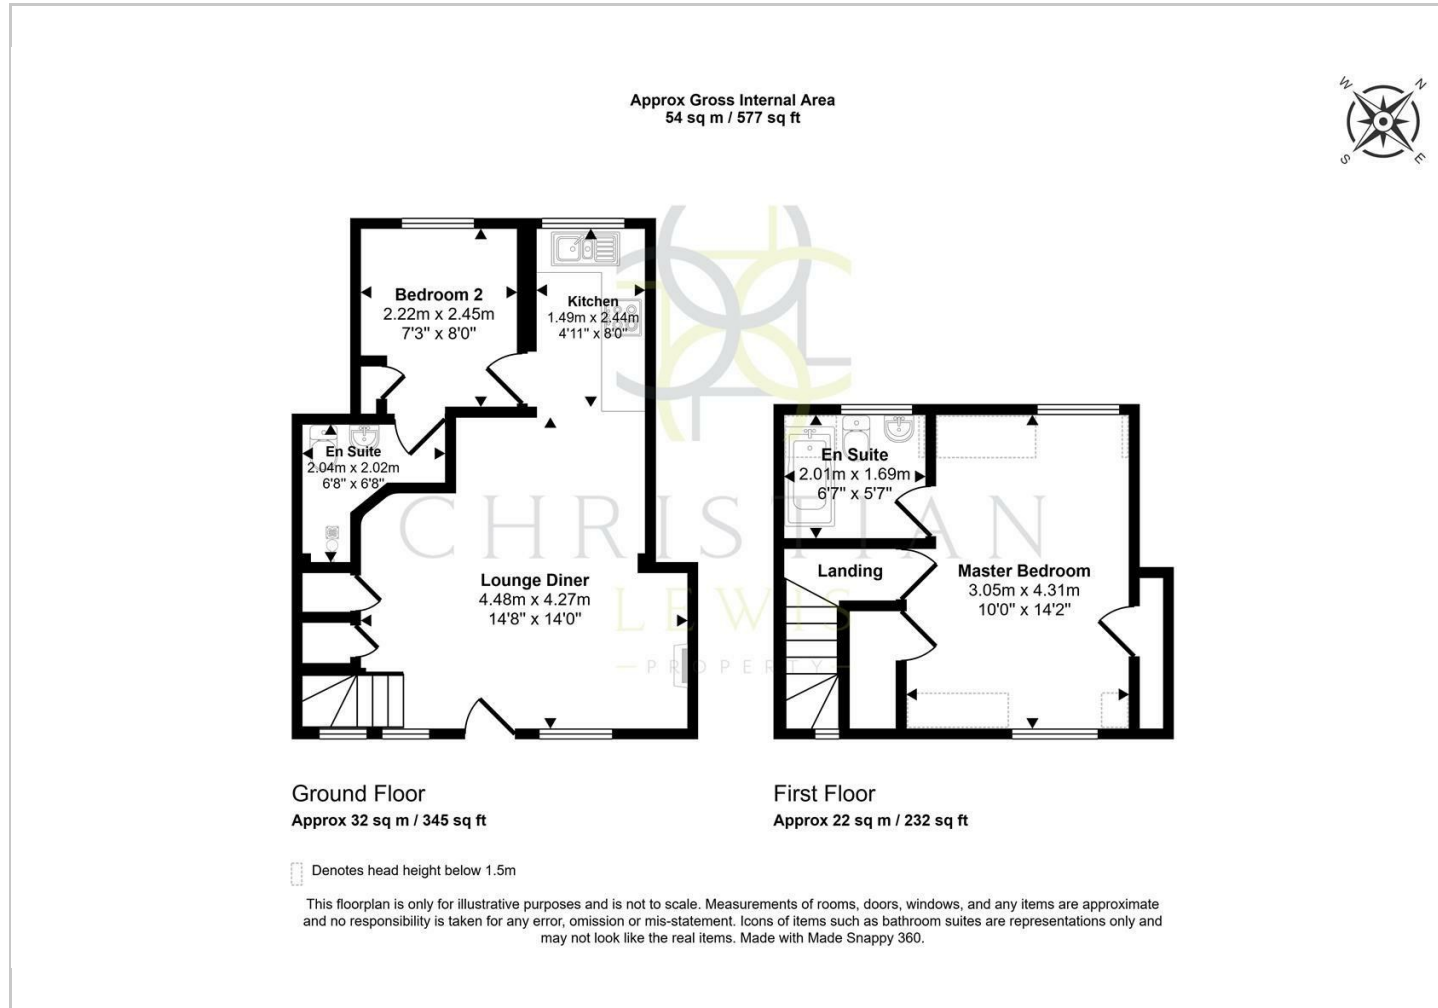 Approx Gross Internal Area
54 sq m / 577 sq ft
W
N
S
E
Bedroom 2
2.22m x 2.45m
7'3" x 8'0"
Kitchen
1.49m x 2.44m
4'11" x 8'0"
En Suite
2.04m x 2.02m
6'8" x 6'8"
En Suite
2.01m x 1.69m
6'7" x 5'7"
CHRISTIAN
LEWIS
PROPERTY
Lounge Diner
4.48m x 4.27m
14'8" x 14'0"
Landing
Master Bedroom
3.05m x 4.31m
10'0" x 14'2"
Ground Floor
Approx 32 sq m / 345 sq ft
First Floor
Approx 22 sq m / 232 sq ft
Denotes head height below 1.5m
This floorplan is only for illustrative purposes and is not to scale. Measurements of rooms, doors, windows, and any items are approximate
and no responsibility is taken for any error, omission or mis-statement. Icons of items such as bathroom suites are representations only and
may not look like the real items. Made with Made Snappy 360.